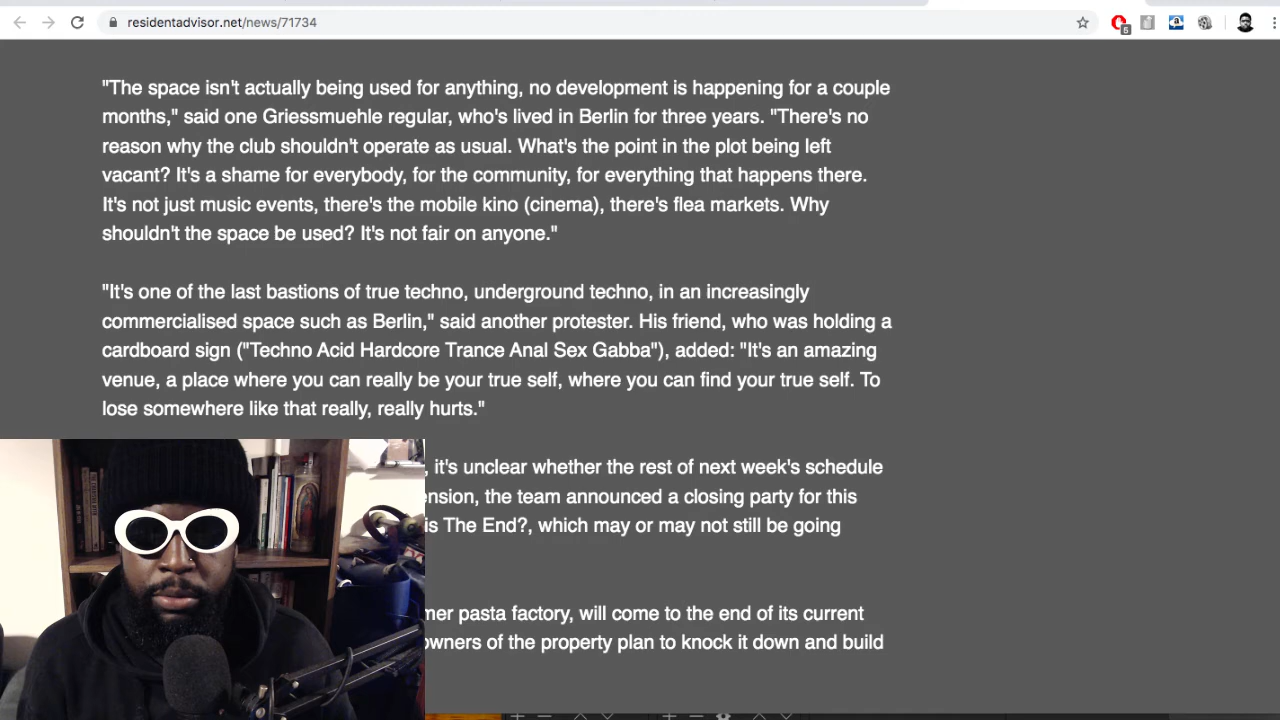 residentadvisor.net/news/71734
5
"The space isn't actually being used for anything, no development is happening for a couple
months," said one Griessmuehle regular, who's lived in Berlin for three years. "There's no
reason why the club shouldn't operate as usual. What's the point in the plot being left
vacant? It's a shame for everybody, for the community, for everything that happens there.
It's not just music events, there's the mobile kino (cinema), there's flea markets. Why
shouldn't the space be used? It's not fair on anyone."
"It's one of the last bastions of true techno, underground techno, in an increasingly
commercialised space such as Berlin," said another protester. His friend, who was holding a
cardboard sign ("Techno Acid Hardcore Trance Anal Sex Gabba"), added: "It's an amazing
venue, a place where you can really be your true self, where you can find your true self. To
lose somewhere like that really, really hurts."
, it's unclear whether the rest of next week's schedule
ension, the team announced a closing party for this
is The End?, which may or may not still be going
mer pasta factory, will come to the end of its current
owners of the property plan to knock it down and build